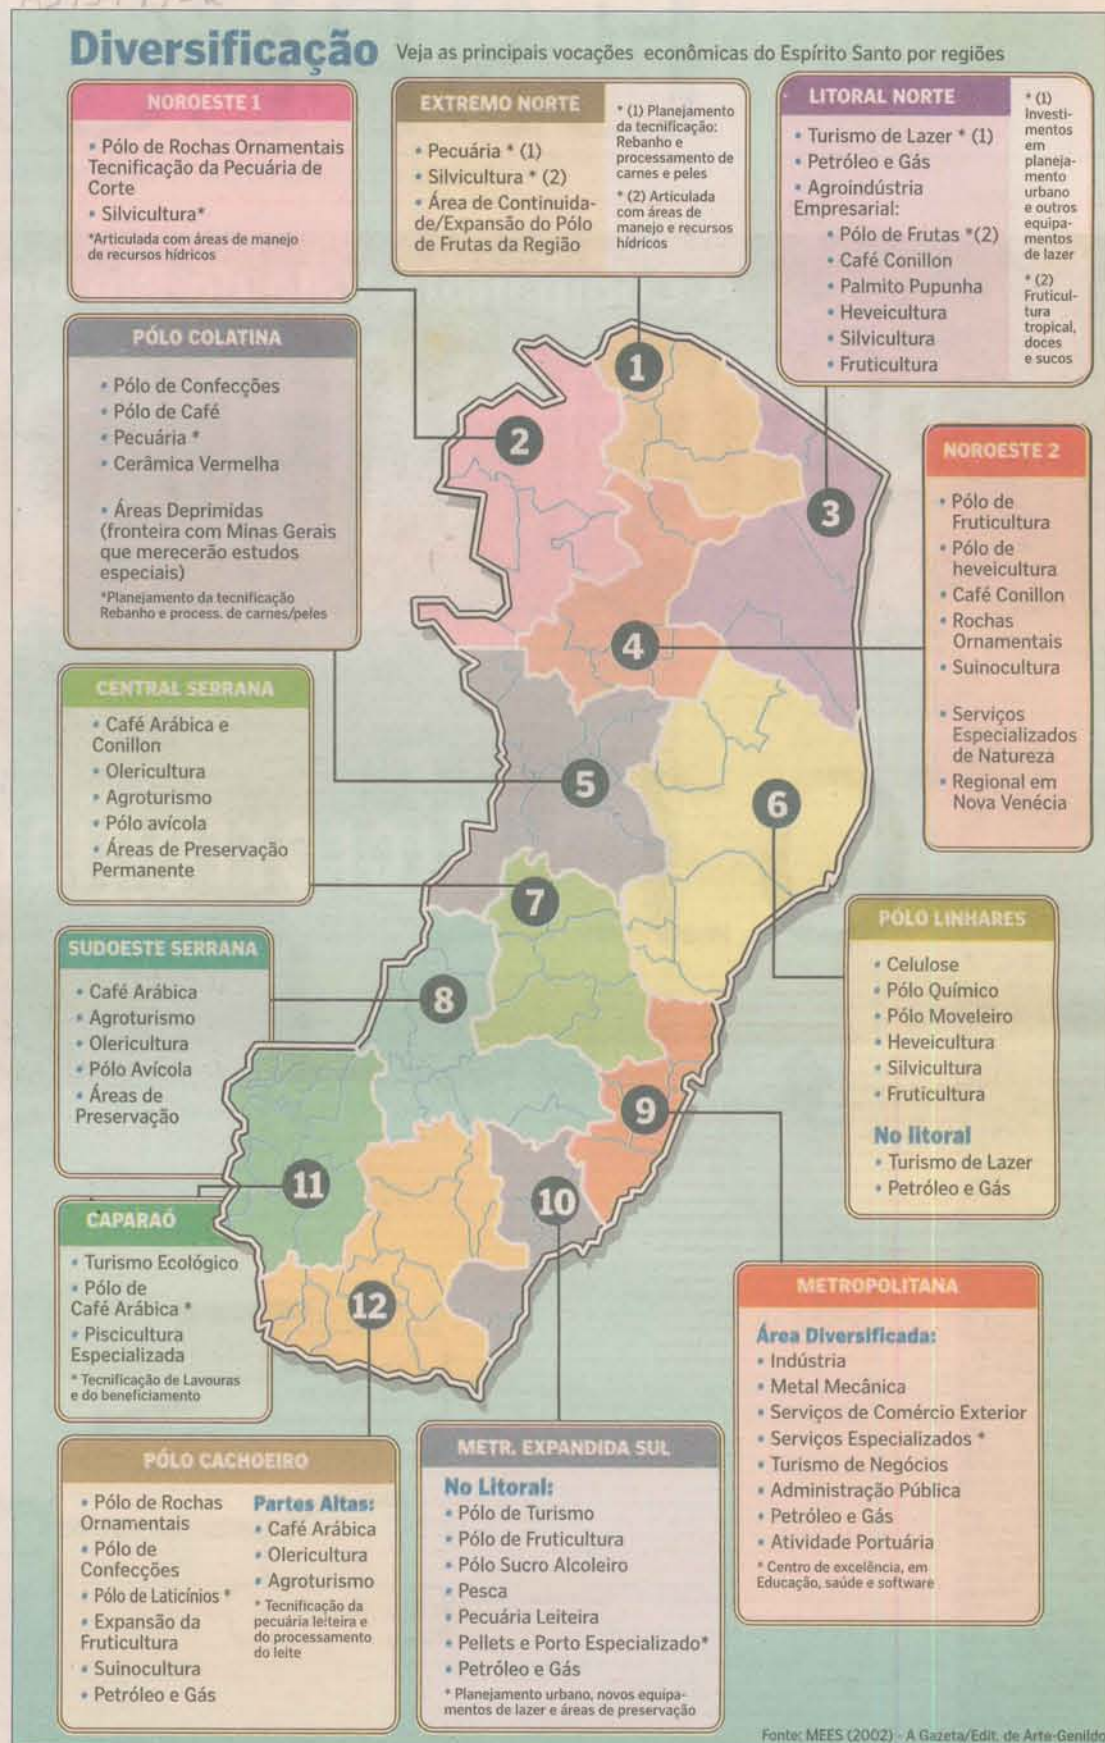 Diversificação Veja as principais vocações econômicas do Espírito Santo por regiões
NOROESTE 1
• Pólo de Rochas Ornamentais
Tecnificação da Pecuária de
Corte
• Silvicultura*
*Articulada com áreas de manejo
de recursos hídricos
EXTREMO NORTE
• Pecuária * (1)
• Silvicultura * (2)
• Área de Continuida-
de/Expansão do Pólo
de Frutas da Região
* (1) Planejamento
da tecnificação:
Rebanho e
processamento de
carnes e peles
* (2) Articulada
com áreas de
manejo e recursos
hídricos
LITORAL NORTE
• Turismo de Lazer * (1)
• Petróleo e Gás
• Agroindústria
Empresarial:
• Pólo de Frutas *(2)
• Café Conillon
• Palmito Pupunha
• Heveicultura
• Silvicultura
• Fruticultura
* (1)
Investi-
mentos
em
planeja-
mento
urbano
e outros
equipa-
mentos
de lazer
* (2)
Fruticul-
tura
tropical,
doces
e sucos
PÓLO COLATINA
• Pólo de Confecções
• Pólo de Café
• Pecuária *
• Cerâmica Vermelha
• Áreas Deprimidas
(fronteira com Minas Gerais
que merecerão estudos
especiais)
*Planejamento da tecnificação
Rebanho e process. de carnes/peles
NOROESTE 2
• Pólo de
Fruticultura
• Pólo de
heveicultura
• Café Conillon
• Rochas
Ornamentais
• Suinocultura
• Serviços
Especializados
de Natureza
• Regional em
Nova Venécia
CENTRAL SERRANA
• Café Arábica e
Conillon
• Olericultura
• Agroturismo
• Pólo avícola
• Áreas de Preservação
Permanente
SUDOESTE SERRANA
• Café Arábica
• Agroturismo
• Olericultura
• Pólo Avícola
• Áreas de
Preservação
PÓLO LINHARES
• Celulose
• Pólo Químico
• Pólo Moveleiro
• Heveicultura
• Silvicultura
• Fruticultura
No litoral
• Turismo de Lazer
• Petróleo e Gás
1
2
3
4
5
6
7
8
9
10
11
12
CAPARAÓ
• Turismo Ecológico
• Pólo de
Café Arábica *
• Piscicultura
Especializada
* Tecnificação de Lavouras
e do beneficiamento
METROPOLITANA
Área Diversificada:
• Indústria
• Metal Mecânica
• Serviços de Comércio Exterior
• Serviços Especializados *
• Turismo de Negócios
• Administração Pública
• Petróleo e Gás
• Atividade Portuária
* Centro de excelência, em
Educação, saúde e software
PÓLO CACHOEIRO
• Pólo de Rochas
Ornamentais
• Pólo de
Confecções
• Pólo de Laticínios *
• Expansão da
Fruticultura
• Suinocultura
• Petróleo e Gás
Partes Altas:
• Café Arábica
• Olericultura
• Agroturismo
* Tecnificação da
pecuária leiteira e
do processamento
do leite
METR. EXPANDIDA SUL
No Litoral:
• Pólo de Turismo
• Pólo de Fruticultura
• Pólo Sucro Alcoleiro
• Pesca
• Pecuária Leiteira
• Pellets e Porto Especializado*
• Petróleo e Gás
* Planejamento urbano, novos equipa-
mentos de lazer e áreas de preservação
Fonte: MEES (2002) - A Gazeta/Edit. de Arte-Genildo